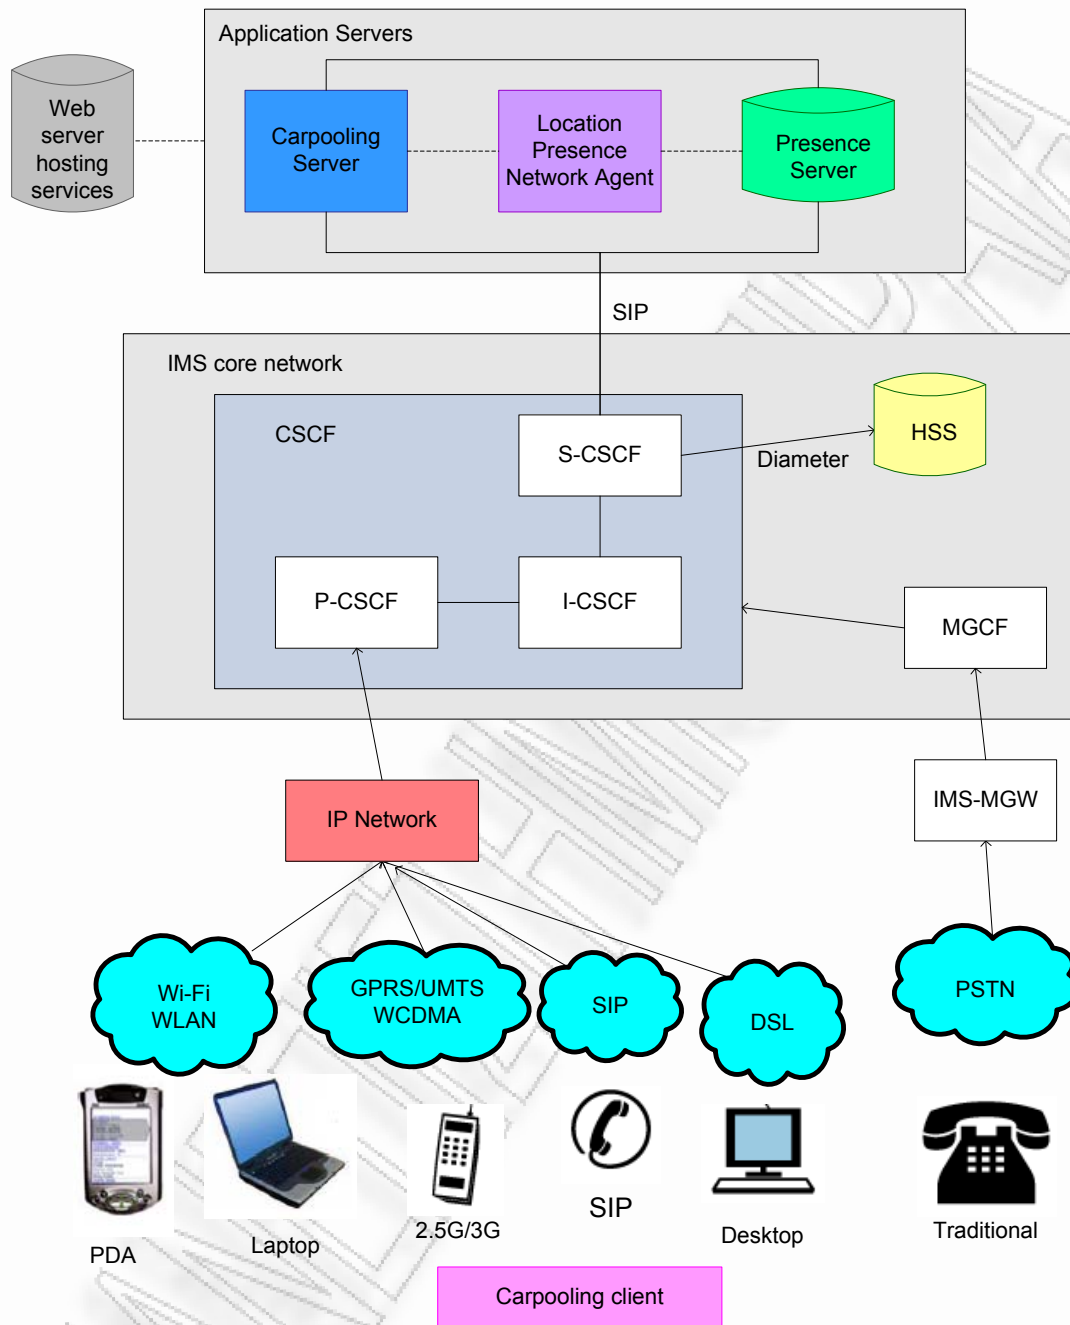 Application Servers
Web
server
hosting
services
Carpooling
Server
Location
Presence
Network Agent
Presence
Server
SIP
IMS core network
CSCF
S-CSCF
HSS
Diameter
P-CSCF
I-CSCF
MGCF
IP Network
IMS-MGW
Wi-Fi
WLAN
GPRS/UMTS
WCDMA
SIP
DSL
PSTN
PDA
Laptop
2.5G/3G
SIP
Desktop
Traditional
Carpooling client